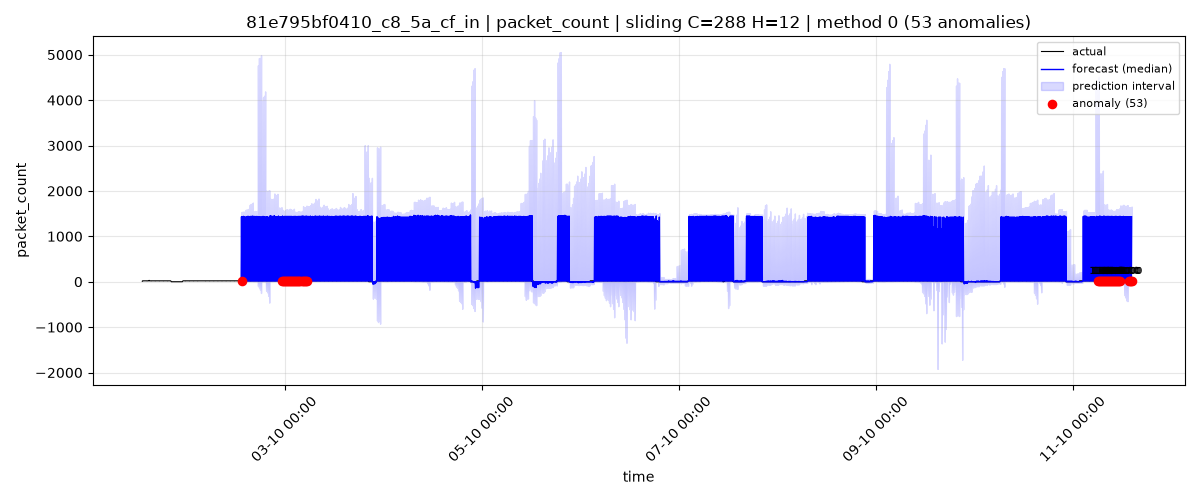 81e795bf0410_c8_5a_cf_in | packet_count | sliding C=288 H=12 | method 0 (53 anomalies)
actual
forecast (median)
prediction interval
anomaly (53)
packet_count
5000
4000
3000
2000
1000
0
−1000
−2000
03-10 00:00
05-10 00:00
07-10 00:00
09-10 00:00
11-10 00:00
time